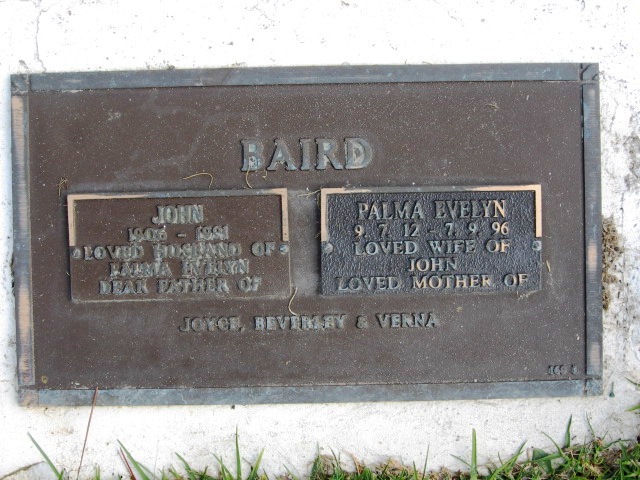 BAIRD
JOHN
1906 - 1981
LOVED HUSBAND OF
PALMA EVELYN
DEAR FATHER OF
PALMA EVELYN
9. 7. 12 - 7. 9. 96
LOVED WIFE OF
JOHN
LOVED MOTHER OF
JOYCE, BEVERLEY & VERNA